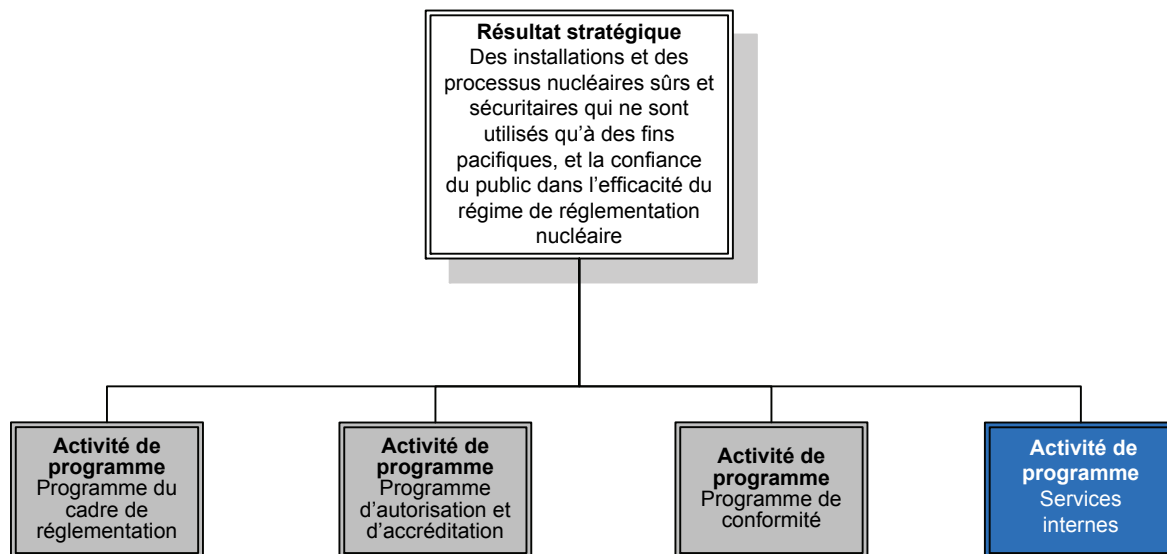 Résultat stratégique
Des installations et des
processus nucléaires sûrs et
sécuritaires qui ne sont
utilisés qu’à des fins
pacifiques, et la confiance
du public dans l’efficacité du
régime de réglementation
nucléaire
Activité de
programme
Programme du
cadre de
réglementation
Activité de
programme
Programme
d’autorisation et
d’accréditation
Activité de
programme
Programme de
conformité
Activité de
programme
Services
internes